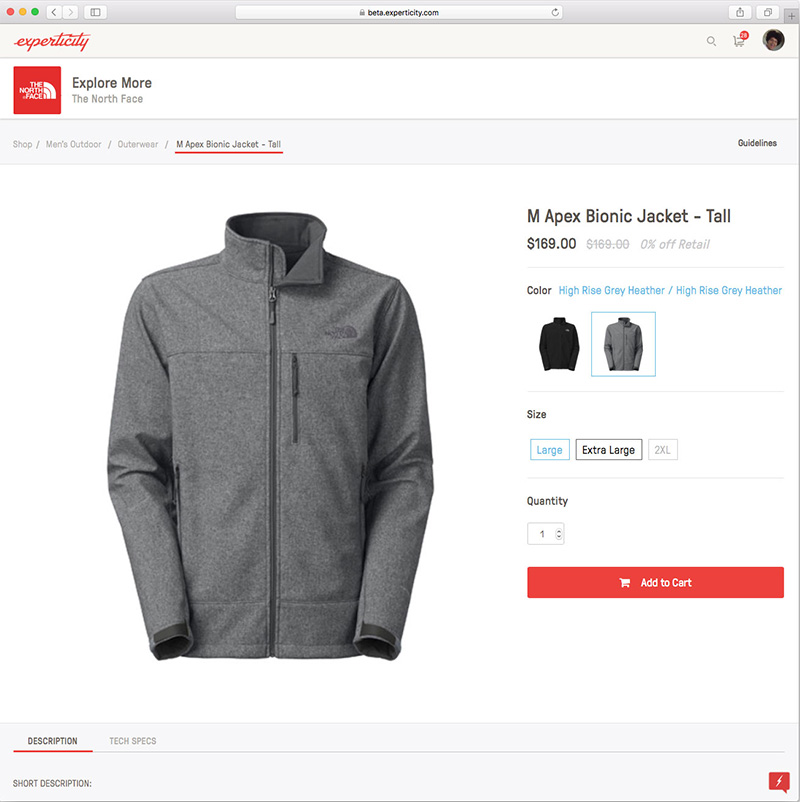 beta.experticity.com
experticity
28
THE
NORTH
FACE
Explore More
The North Face
Shop / Men's Outdoor / Outerwear / M Apex Bionic Jacket - Tall
Guidelines
M Apex Bionic Jacket - Tall
$169.00 $169.00 0% off Retail
Color High Rise Grey Heather / High Rise Grey Heather
Size
Large Extra Large 2XL
Quantity
1
Add to Cart
DESCRIPTION TECH SPECS
SHORT DESCRIPTION: